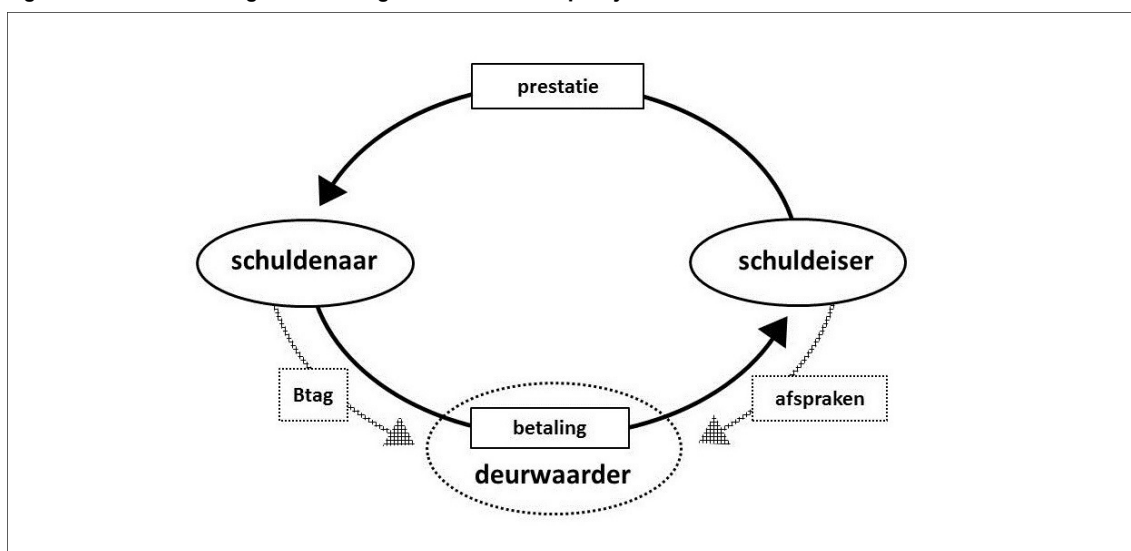 prestatie
schuldenaar
schuldeiser
Btag
afspraken
betaling
deurwaarder